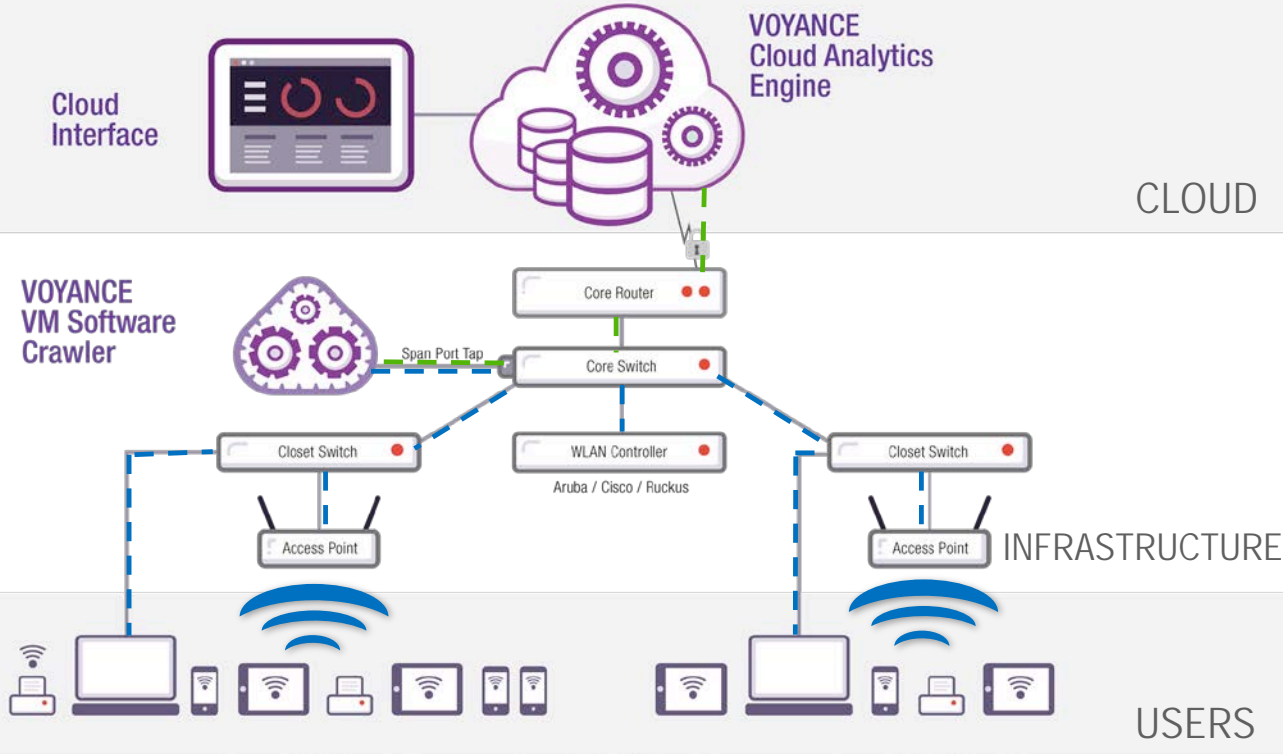 VOYANCE
Cloud Analytics
Engine
Cloud
Interface
CLOUD
VOYANCE
VM Software
Crawler
Core Router
Span Port Tap
Core Switch
Closet Switch
WLAN Controller
Closet Switch
Aruba / Cisco / Ruckus
Access Point
Access Point
INFRASTRUCTURE
USERS